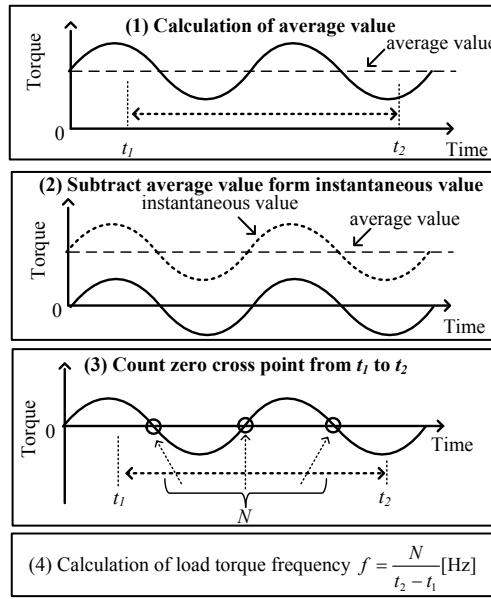 (1) Calculation of average value
average value
Torque
0
t1
t2
Time
(2) Subtract average value form instantaneous value
instantaneous value
average value
Torque
0
Time
(3) Count zero cross point from t1 to t2
Torque
0
Time
t1
t2
N
(4) Calculation of load torque frequency f = N / (t2 − t1) [Hz]